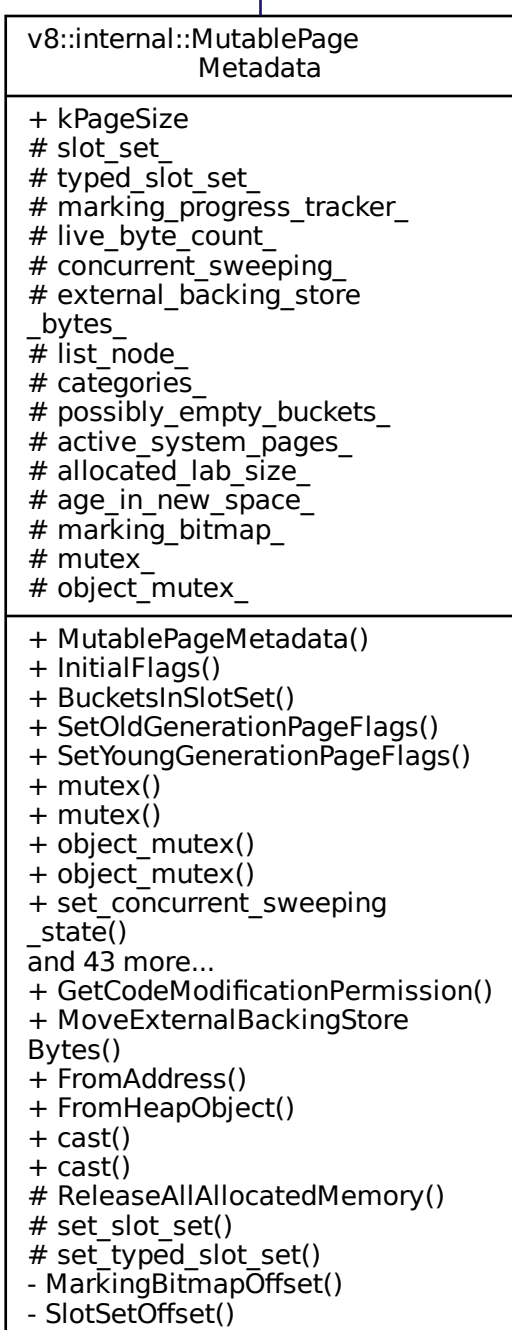 v8::internal::MutablePage
Metadata
+ kPageSize
# slot_set_
# typed_slot_set_
# marking_progress_tracker_
# live_byte_count_
# concurrent_sweeping_
# external_backing_store
_bytes_
# list_node_
# categories_
# possibly_empty_buckets_
# active_system_pages_
# allocated_lab_size_
# age_in_new_space_
# marking_bitmap_
# mutex_
# object_mutex_
+ MutablePageMetadata()
+ InitialFlags()
+ BucketsInSlotSet()
+ SetOldGenerationPageFlags()
+ SetYoungGenerationPageFlags()
+ mutex()
+ mutex()
+ object_mutex()
+ object_mutex()
+ set_concurrent_sweeping
_state()
and 43 more...
+ GetCodeModificationPermission()
+ MoveExternalBackingStore
Bytes()
+ FromAddress()
+ FromHeapObject()
+ cast()
+ cast()
# ReleaseAllAllocatedMemory()
# set_slot_set()
# set_typed_slot_set()
- MarkingBitmapOffset()
- SlotSetOffset()